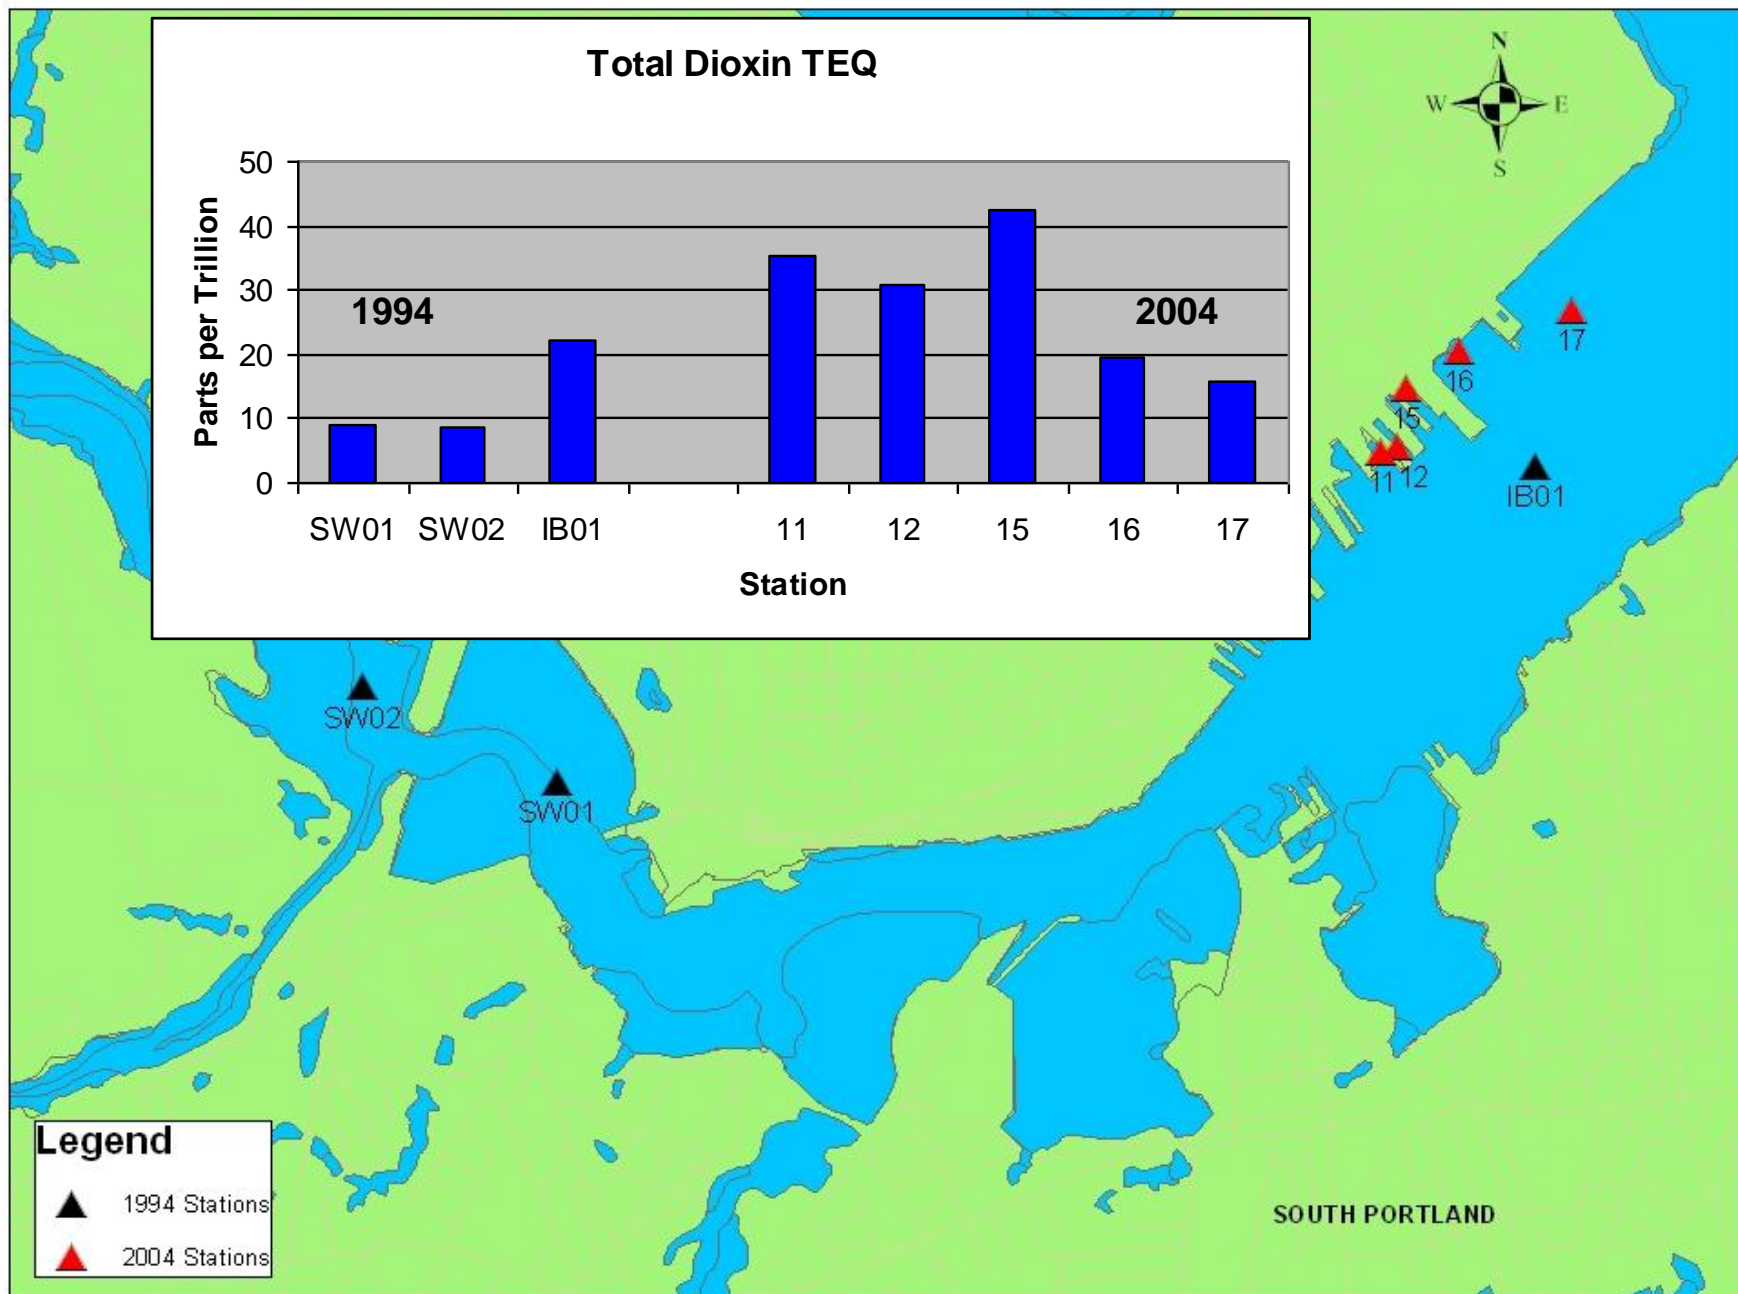 Total Dioxin TEQ
N
W E
S
50
40
30
20
10
0
Parts per Trillion
1994
2004
SW01 SW02 IB01 11 12 15 16 17
Station
17
16
15
11 12
IB01
SW02
SW01
Legend
1994 Stations
2004 Stations
SOUTH PORTLAND